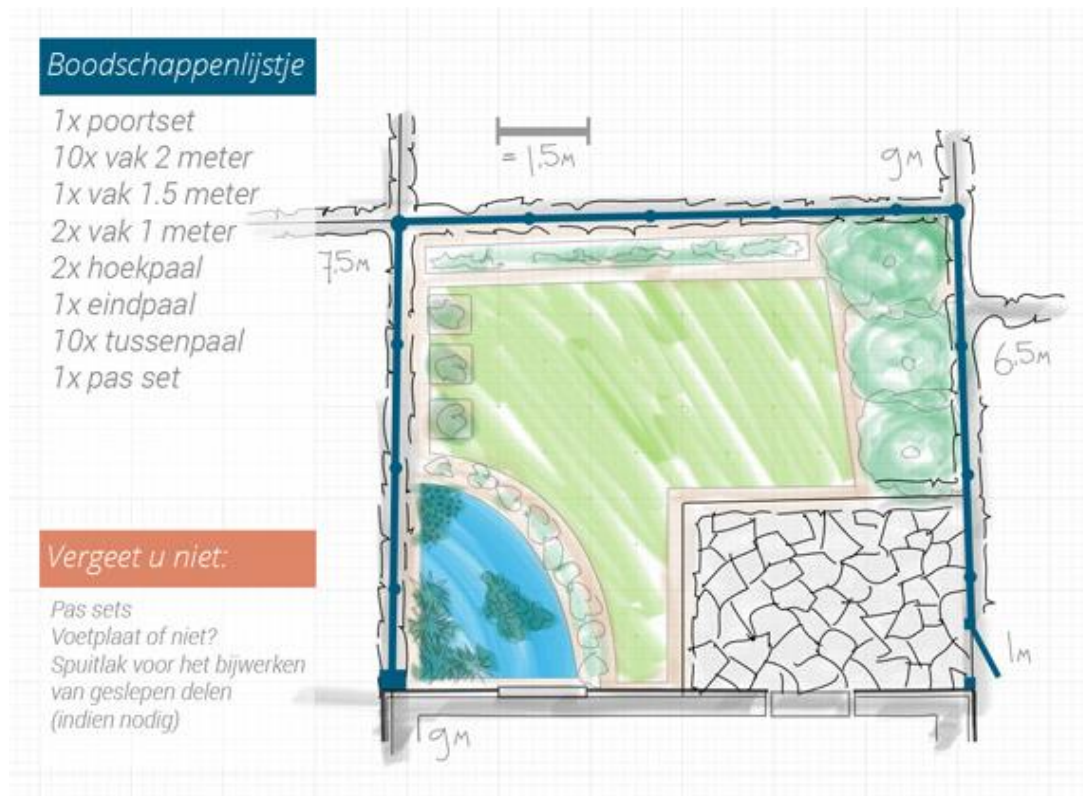 Boodschappenlijstje
1x poortset
10x vak 2 meter
1x vak 1.5 meter
2x vak 1 meter
2x hoekpaal
1x eindpaal
10x tussenpaal
1x pas set
= 1.5M
9M
7.5M
6.5M
1M
9M
Vergeet u niet:
Pas sets
Voetplaat of niet?
Spuitlak voor het bijwerken
van geslepen delen
(indien nodig)